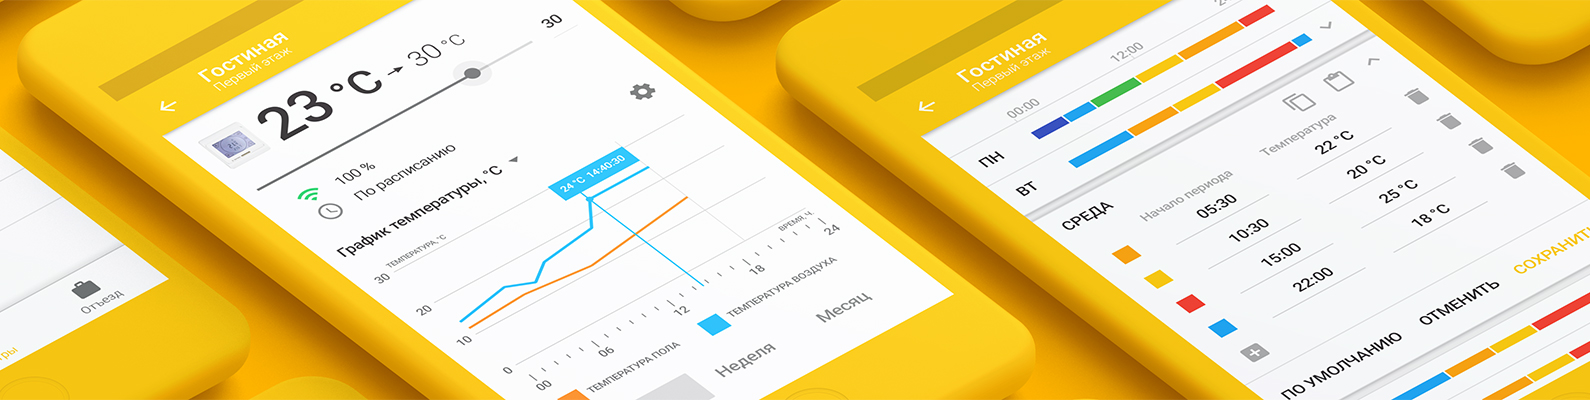 Отъезд
ры
Гостиная
Первый этаж
23°C → 30°C
30
100 %
По расписанию
График температуры, °C
ТЕМПЕРАТУРА, °C
24 °C 14:40:30
30
20
10
0
00
06
12
18
24
ВРЕМЯ, Ч.
ТЕМПЕРАТУРА ВОЗДУХА
ТЕМПЕРАТУРА ПОЛА
Неделя
Месяц
Гостиная
Первый этаж
00:00
12:00
ПН
ВТ
СРЕДА
Начало периода
Температура
05:30
22 °C
10:30
20 °C
15:00
25 °C
22:00
18 °C
ПО УМОЛЧАНИЮ
ОТМЕНИТЬ
СОХРАНИТЬ